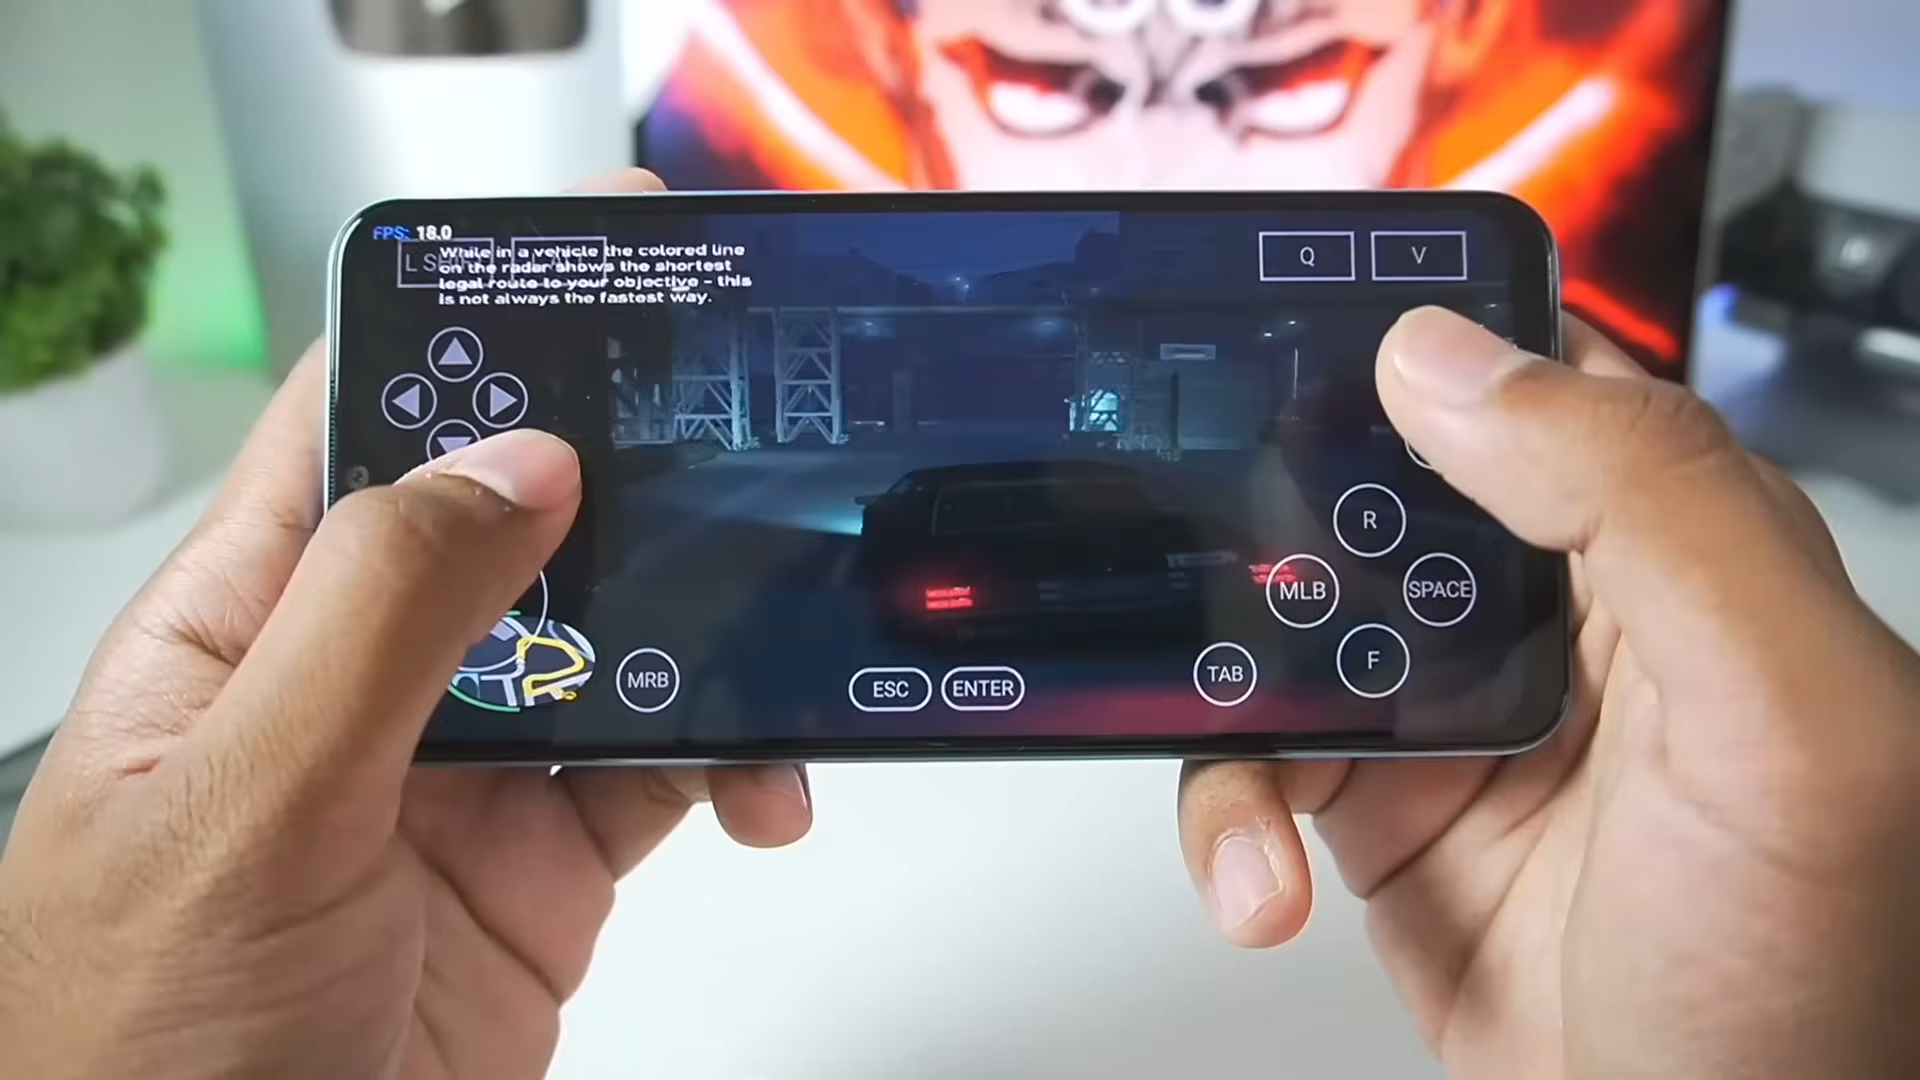 FPS: 18.0
While in a vehicle the colored line
on the radar shows the shortest
legal route to your objective - this
is not always the fastest way.
Q
V
R
MLB
SPACE
F
TAB
MRB
ESC
ENTER